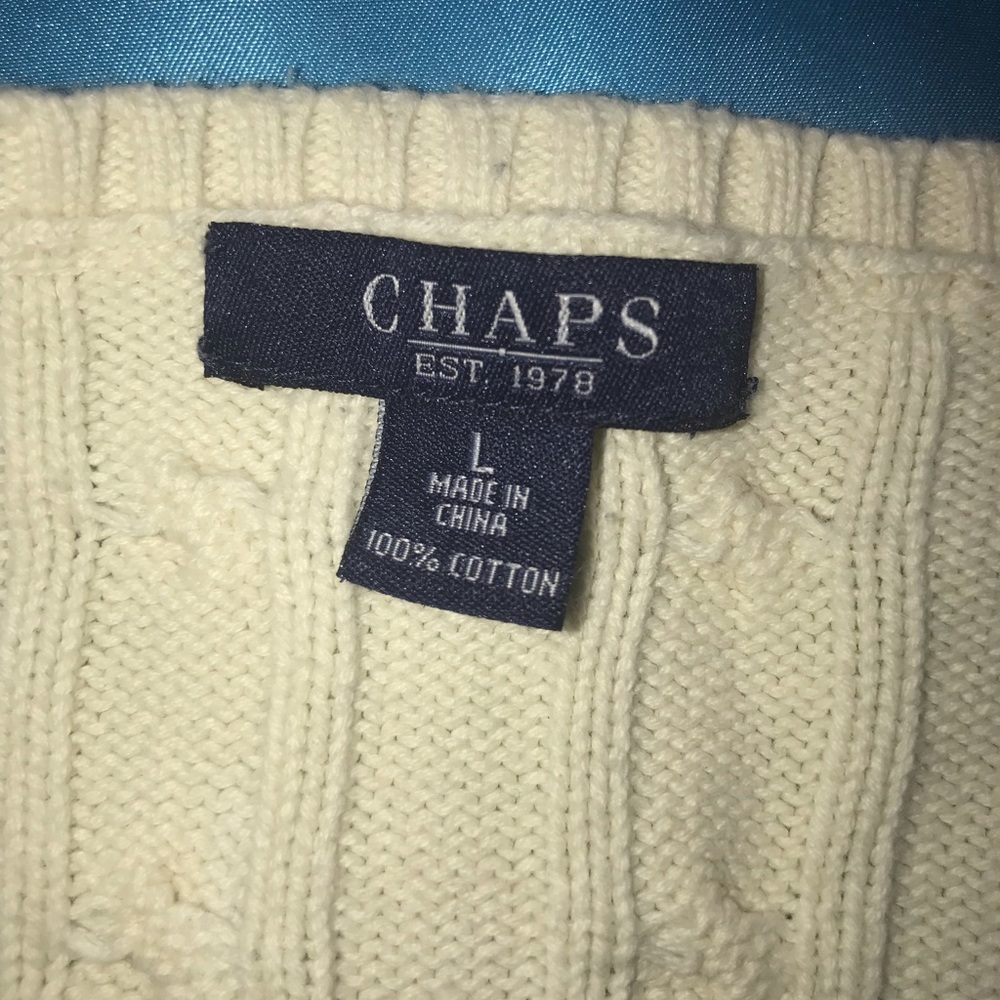 CHAPS
EST. 1978
L
MADE IN
CHINA
100% COTTON